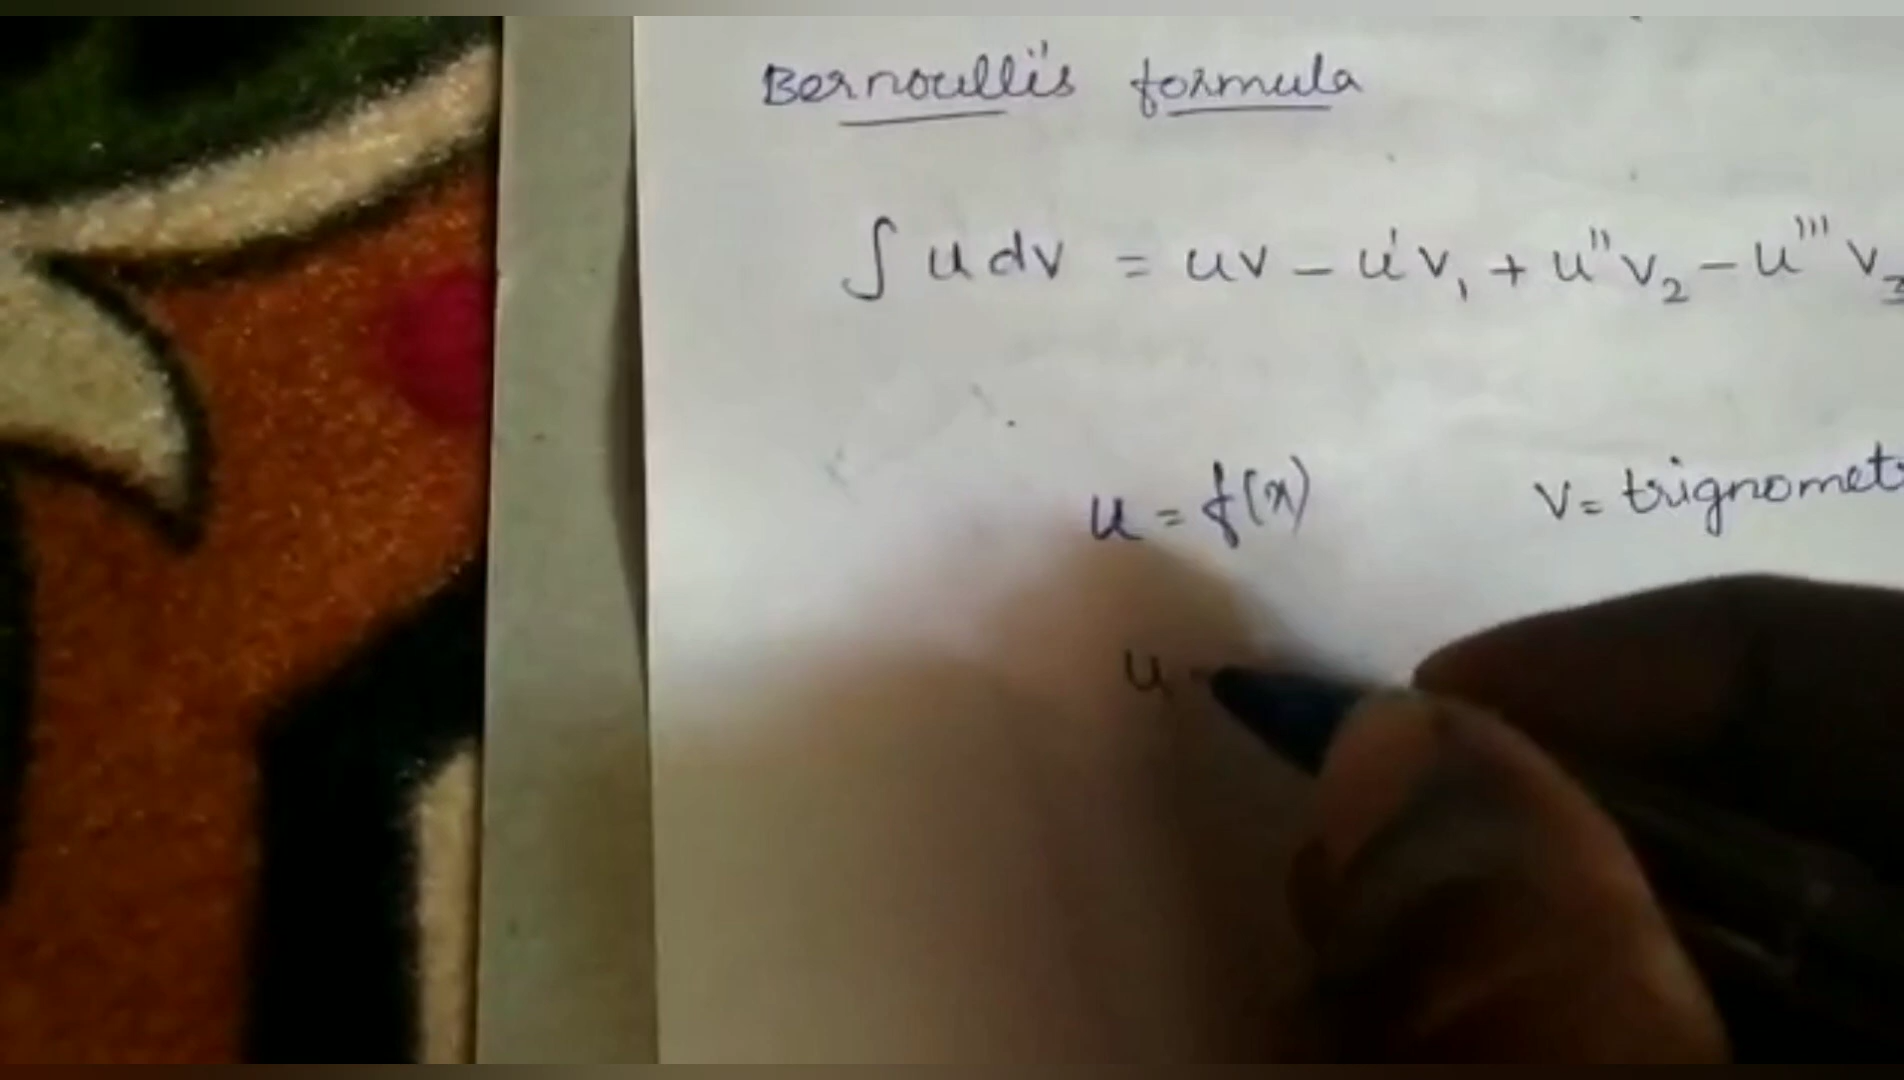 Bernoulli's formula
∫ u dv = uv - u'v₁ + u''v₂ - u'''v₃
u = f(x) v = trignomet
u -